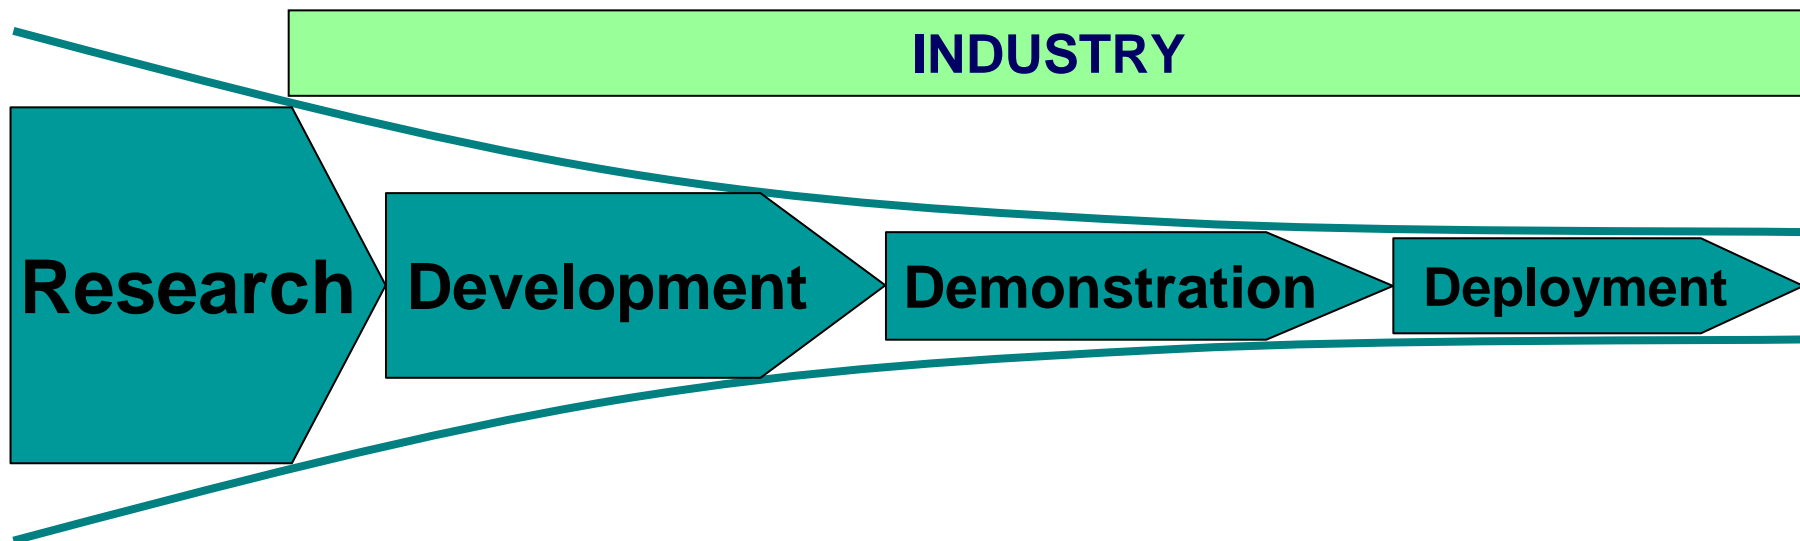 INDUSTRY
Research
Development
Demonstration
Deployment